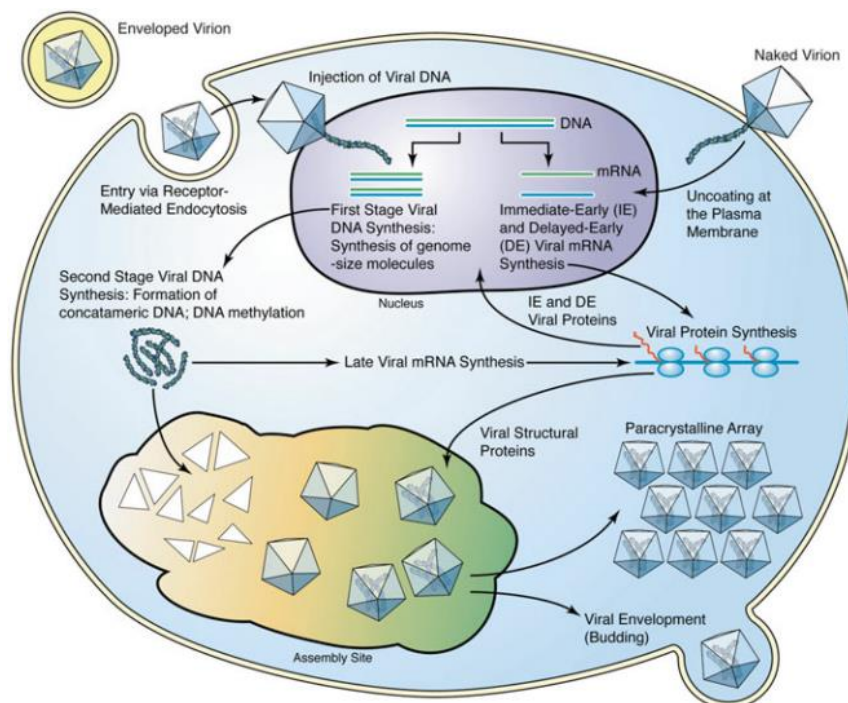 Enveloped Virion
Injection of Viral DNA
Naked Virion
DNA
mRNA
Entry via Receptor-
Mediated Endocytosis
First Stage Viral
DNA Synthesis:
Synthesis of genome
-size molecules
Immediate-Early (IE)
and Delayed-Early
(DE) Viral mRNA
Synthesis
Uncoating at
the Plasma
Membrane
Second Stage Viral DNA
Synthesis: Formation of
concatameric DNA; DNA methylation
Nucleus
IE and DE
Viral Proteins
Viral Protein Synthesis
Late Viral mRNA Synthesis
Viral Structural
Proteins
Paracrystalline Array
Viral Envelopment
(Budding)
Assembly Site